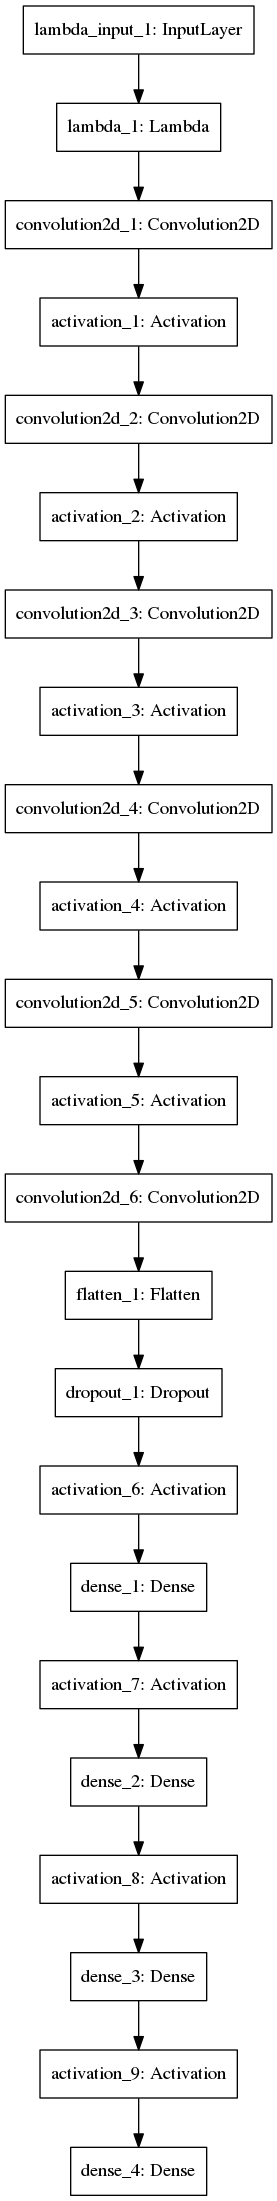 lambda_input_1: InputLayer
lambda_1: Lambda
convolution2d_1: Convolution2D
activation_1: Activation
convolution2d_2: Convolution2D
activation_2: Activation
convolution2d_3: Convolution2D
activation_3: Activation
convolution2d_4: Convolution2D
activation_4: Activation
convolution2d_5: Convolution2D
activation_5: Activation
convolution2d_6: Convolution2D
flatten_1: Flatten
dropout_1: Dropout
activation_6: Activation
dense_1: Dense
activation_7: Activation
dense_2: Dense
activation_8: Activation
dense_3: Dense
activation_9: Activation
dense_4: Dense